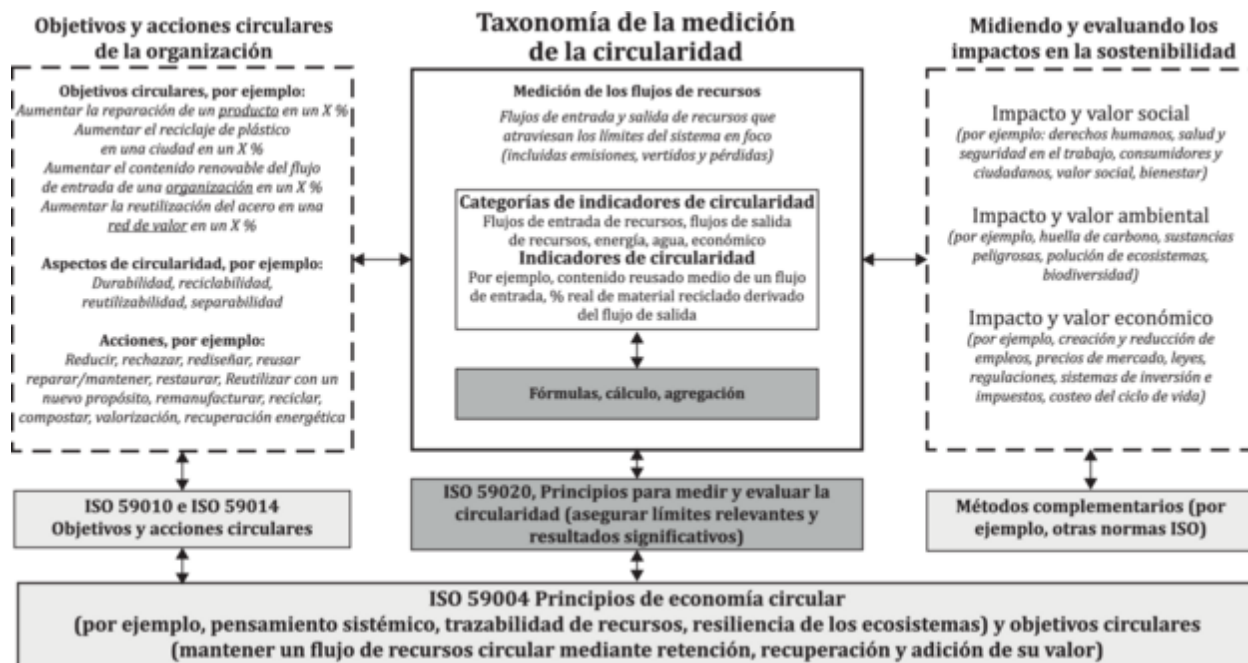 Objetivos y acciones circulares
de la organización
Objetivos circulares, por ejemplo:
Aumentar la reparación de un producto en un X %
Aumentar el reciclaje de plástico
en una ciudad en un X %
Aumentar el contenido renovable del flujo
de entrada de una organización en un X %
Aumentar la reutilización del acero en una
red de valor en un X %
Aspectos de circularidad, por ejemplo:
Durabilidad, reciclabilidad,
reutilizabilidad, separabilidad
Acciones, por ejemplo:
Reducir, rechazar, rediseñar, reusar
reparar/mantener, restaurar, Reutilizar con un
nuevo propósito, remanufacturar, reciclar,
compostar, valorización, recuperación energética
ISO 59010 e ISO 59014
Objetivos y acciones circulares
Taxonomía de la medición
de la circularidad
Medición de los flujos de recursos
Flujos de entrada y salida de recursos que
atraviesan los límites del sistema en foco
(incluidas emisiones, vertidos y pérdidas)
Categorías de indicadores de circularidad
Flujos de entrada de recursos, flujos de salida
de recursos, energía, agua, económico
Indicadores de circularidad
Por ejemplo, contenido reusado medio de un flujo
de entrada, % real de material reciclado derivado
del flujo de salida
Fórmulas, cálculo, agregación
ISO 59020, Principios para medir y evaluar la
circularidad (asegurar límites relevantes y
resultados significativos)
Midiendo y evaluando los
impactos en la sostenibilidad
Impacto y valor social
(por ejemplo: derechos humanos, salud y
seguridad en el trabajo, consumidores y
ciudadanos, valor social, bienestar)
Impacto y valor ambiental
(por ejemplo, huella de carbono, sustancias
peligrosas, polución de ecosistemas,
biodiversidad)
Impacto y valor económico
(por ejemplo, creación y reducción de
empleos, precios de mercado, leyes,
regulaciones, sistemas de inversión e
impuestos, costeo del ciclo de vida)
Métodos complementarios (por
ejemplo, otras normas ISO)
ISO 59004 Principios de economía circular
(por ejemplo, pensamiento sistémico, trazabilidad de recursos, resiliencia de los ecosistemas) y objetivos circulares
(mantener un flujo de recursos circular mediante retención, recuperación y adición de su valor)